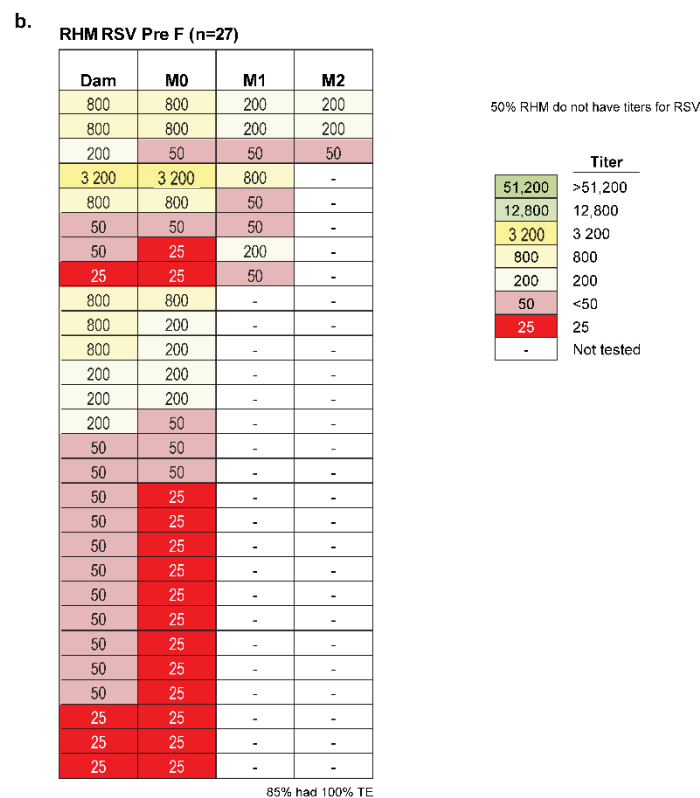 b.
RHM RSV Pre F (n=27)
Dam M0 M1 M2
800 800 200 200
800 800 200 200
200 50 50 50
3 200 3 200 800 -
800 800 50 -
50 50 50 -
50 25 200 -
25 25 50 -
800 800 - -
800 200 - -
800 200 - -
200 200 - -
200 200 - -
200 50 - -
50 50 - -
50 50 - -
50 25 - -
50 25 - -
50 25 - -
50 25 - -
50 25 - -
50 25 - -
50 25 - -
50 25 - -
50 25 - -
25 25 - -
25 25 - -
25 25 - -
85% had 100% TE
50% RHM do not have titers for RSV
Titer
51,200 >51,200
12,800 12,800
3 200 3 200
800 800
200 200
50 <50
25 25
- Not tested